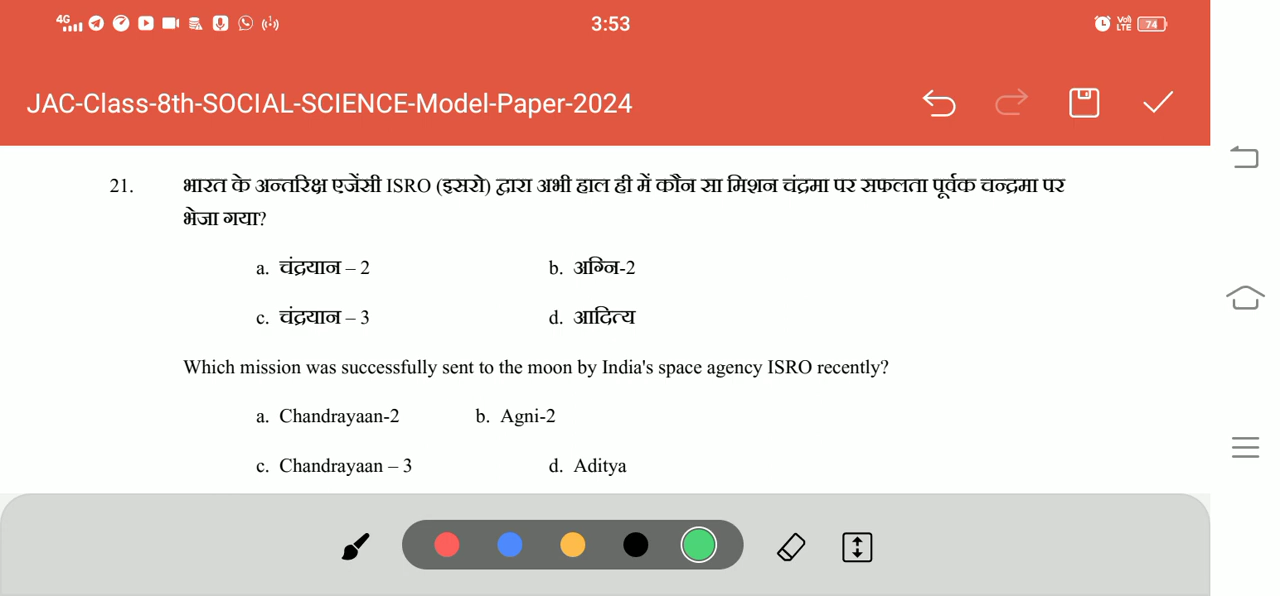 4G 3:53 Vol) LTE 74
JAC-Class-8th-SOCIAL-SCIENCE-Model-Paper-2024
21. भारत के अन्तरिक्ष एजेंसी ISRO (इसरो) द्वारा अभी हाल ही में कौन सा मिशन चंद्रमा पर सफलता पूर्वक चन्द्रमा पर
भेजा गया?
a. चंद्रयान – 2 b. अग्नि-2
c. चंद्रयान – 3 d. आदित्य
Which mission was successfully sent to the moon by India's space agency ISRO recently?
a. Chandrayaan-2 b. Agni-2
c. Chandrayaan – 3 d. Aditya